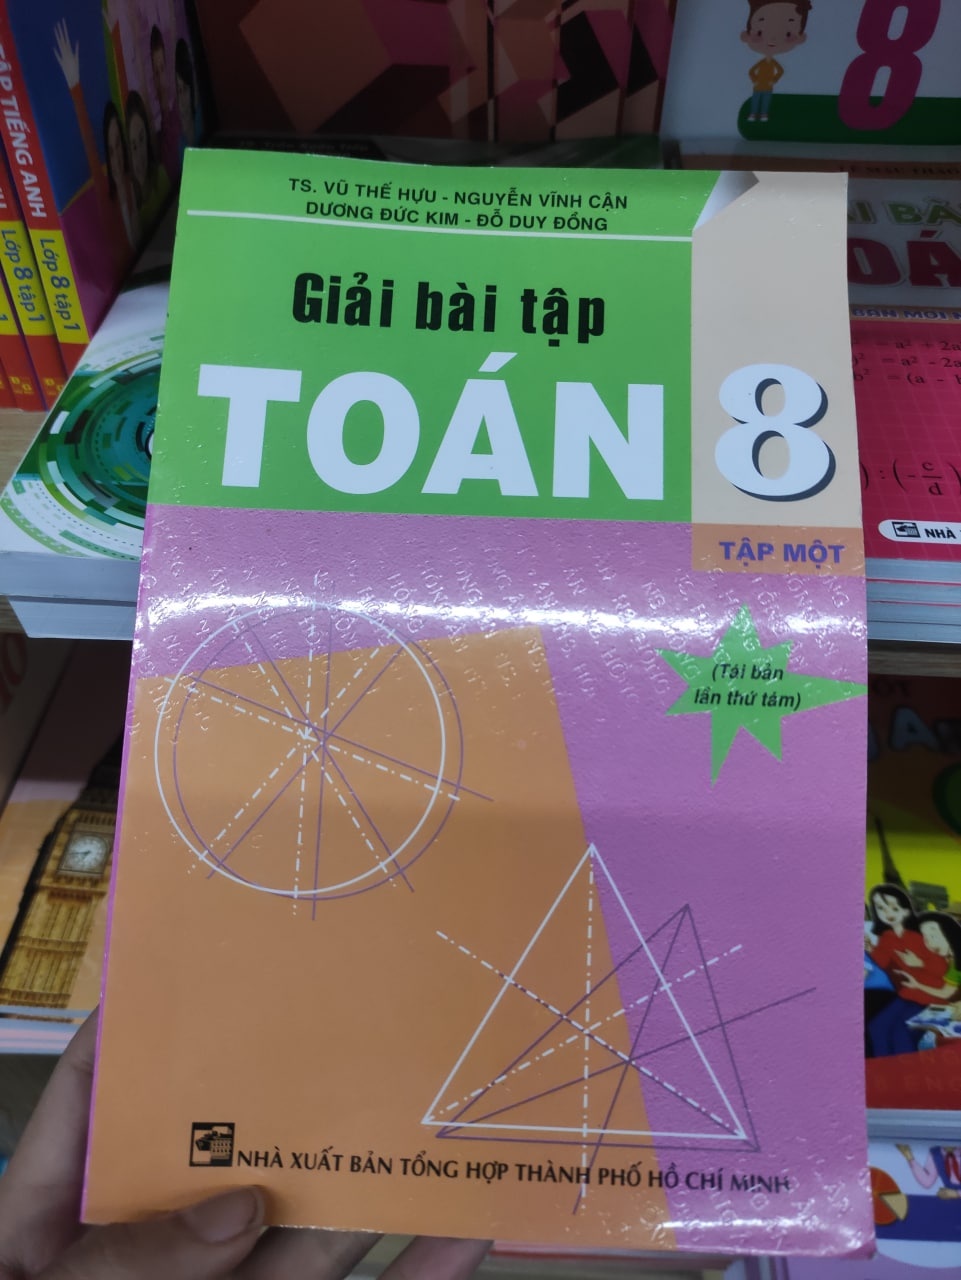 TS. VŨ THẾ HỰU - NGUYỄN VĨNH CẬN
DƯƠNG ĐỨC KIM - ĐỖ DUY ĐỒNG
Giải bài tập
TOÁN 8
TẬP MỘT
(Tái bản
lần thứ tám)
NHÀ XUẤT BẢN TỔNG HỢP THÀNH PHỐ HỒ CHÍ MINH
TẬP TIẾNG ANH
Lớp 8 tập 1
Lớp 8 tập 1
8
NHÀ